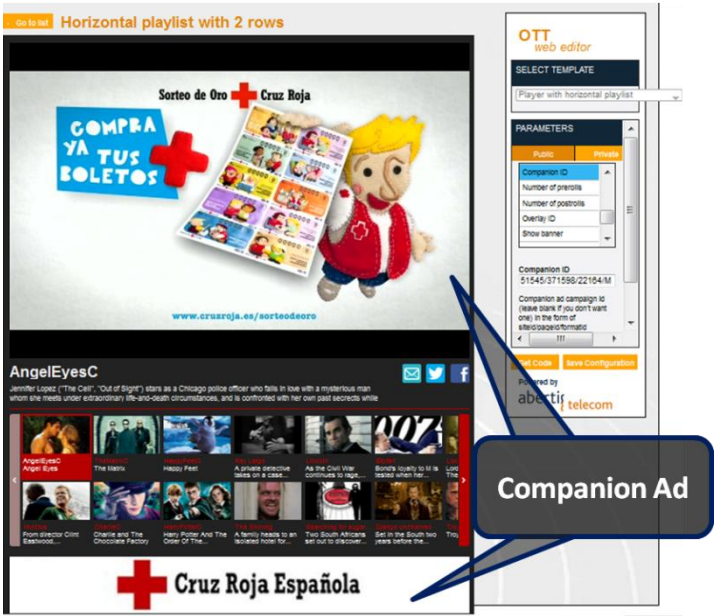 Go to list Horizontal playlist with 2 rows
Sorteo de Oro Cruz Roja
COMPRA
YA TUS
BOLETOS
www.cruzroja.es/sorteodeoro
AngelEyesC
Jennifer Lopez ("The Cell", "Out of Sight") stars as a Chicago police officer who falls in love with a mysterious man
whom she meets under extraordinary life-and-death circumstances, and is confronted with her own past secrets while
AngelEyesC
Angel Eyes
The Matrix
Happy Feet
A private detective
takes on a case...
As the Civil War
continues to rage,...
007
Bond's loyalty to M is
tested when her...
From director Clint
Eastwood,...
Charlie and The
Chocolate Factory
Harry Potter And The
Order Of The...
A family heads to an
isolated hotel for...
Two South Africans
set out to discover...
Set in the South two
years before the...
Cruz Roja Española
OTT
web editor
SELECT TEMPLATE
Player with horizontal playlist
PARAMETERS
Public Private
Companion ID
Number of prerolls
Number of postrolls
Overlay ID
Show banner
Companion ID
51545/371598/22164/M
Companion ad campaign id
(leave blank if you don't want
one) in the form of
siteid/pageid/formatid
Get Code Save Configuration
Powered by
abertis telecom
Companion Ad